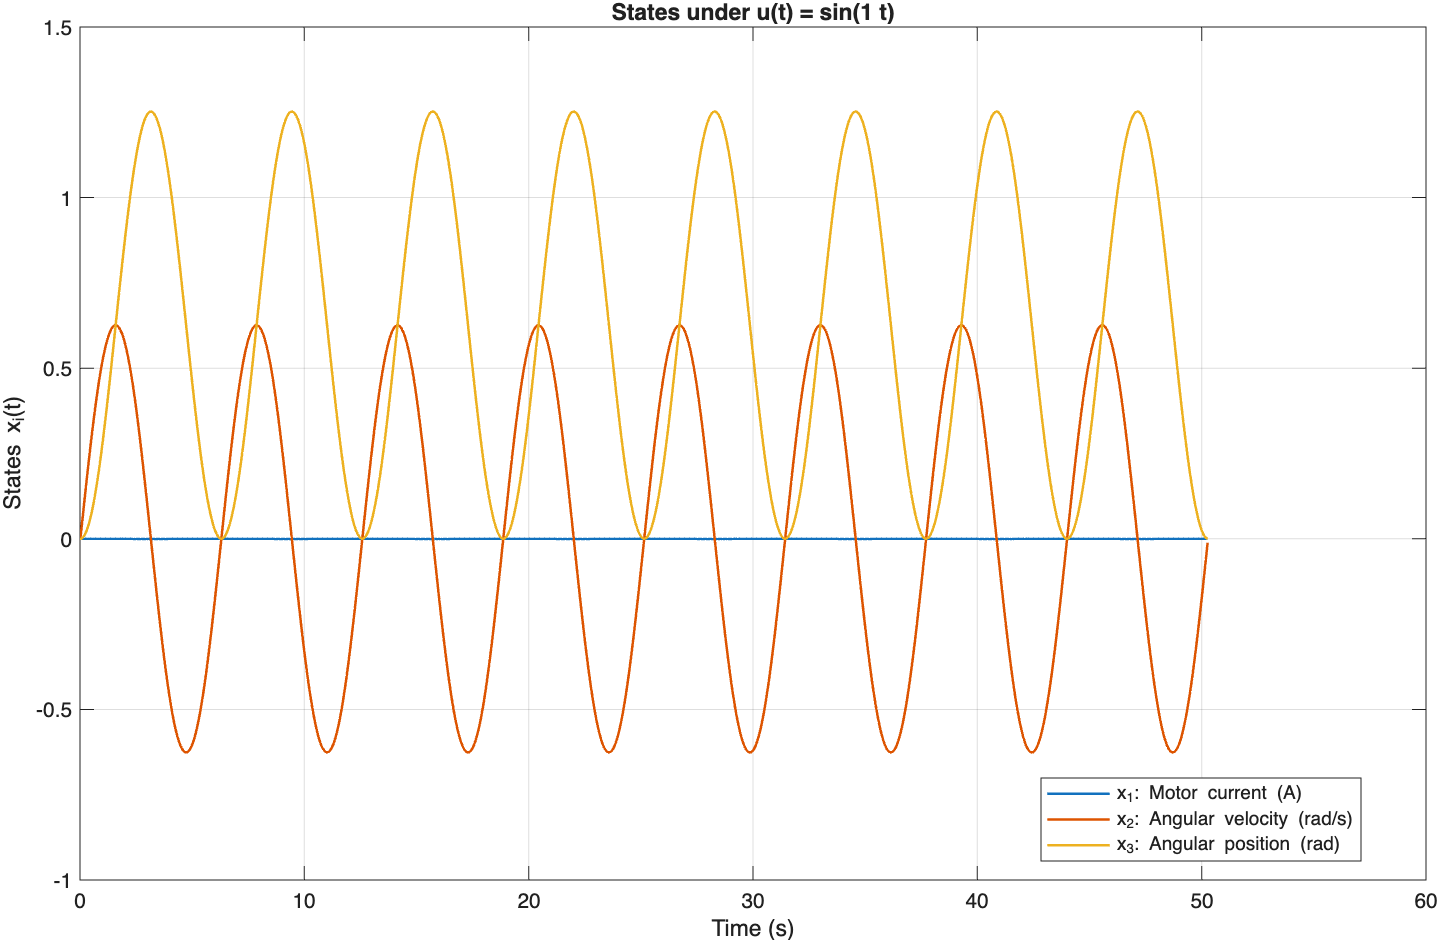 States under u(t) = sin(1 t)
1.5
1
0.5
0
-0.5
-1
States xᵢ(t)
x₁: Motor current (A)
x₂: Angular velocity (rad/s)
x₃: Angular position (rad)
0 10 20 30 40 50 60
Time (s)